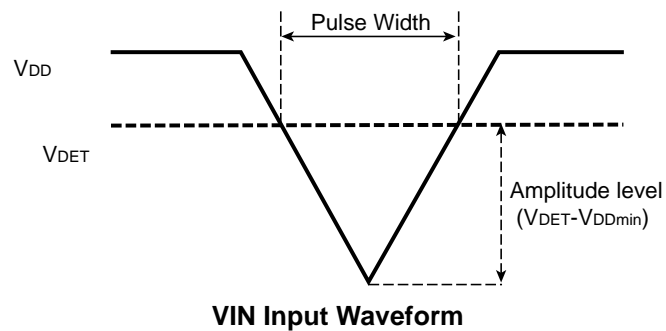 Pulse Width
VDD
VDET
Amplitude level
(VDET-VDDmin)
VIN Input Waveform